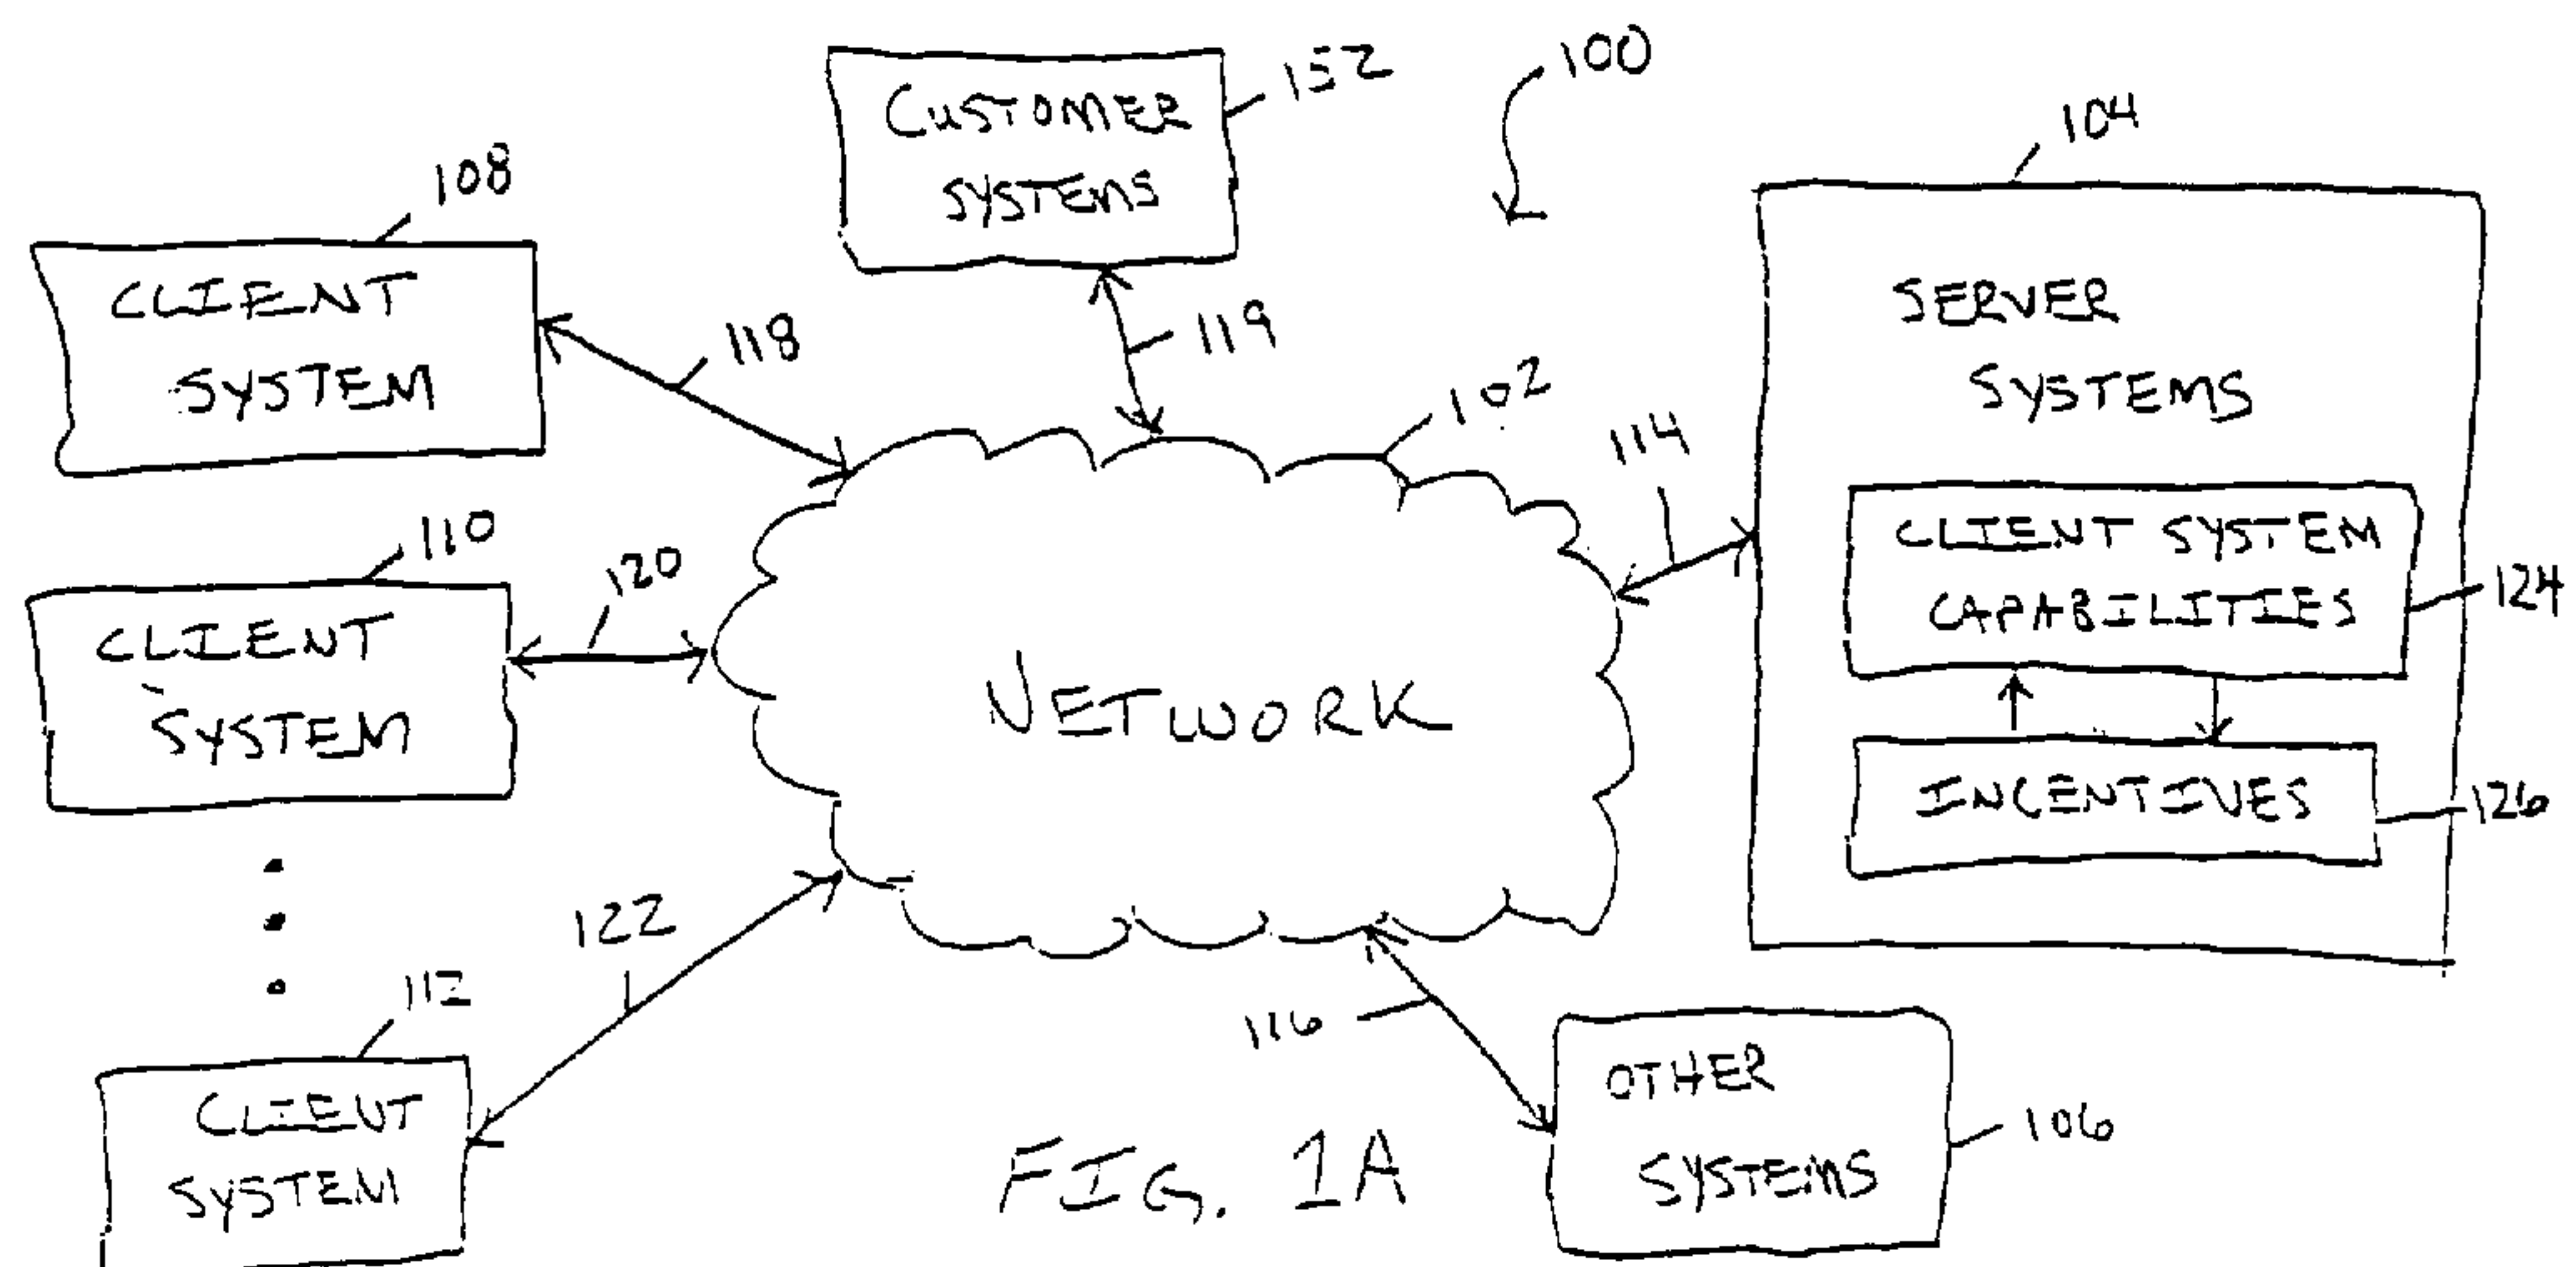 100
152
CUSTOMER
SYSTEMS
104
108
CLIENT
SYSTEM
118
119
102
114
SERVER
SYSTEMS
110
CLIENT
SYSTEM
120
CLIENT SYSTEM
CAPABILITIES
124
NETWORK
INCENTIVES
126
122
112
CLIENT
SYSTEM
116
OTHER
SYSTEMS
106
FIG. 1A